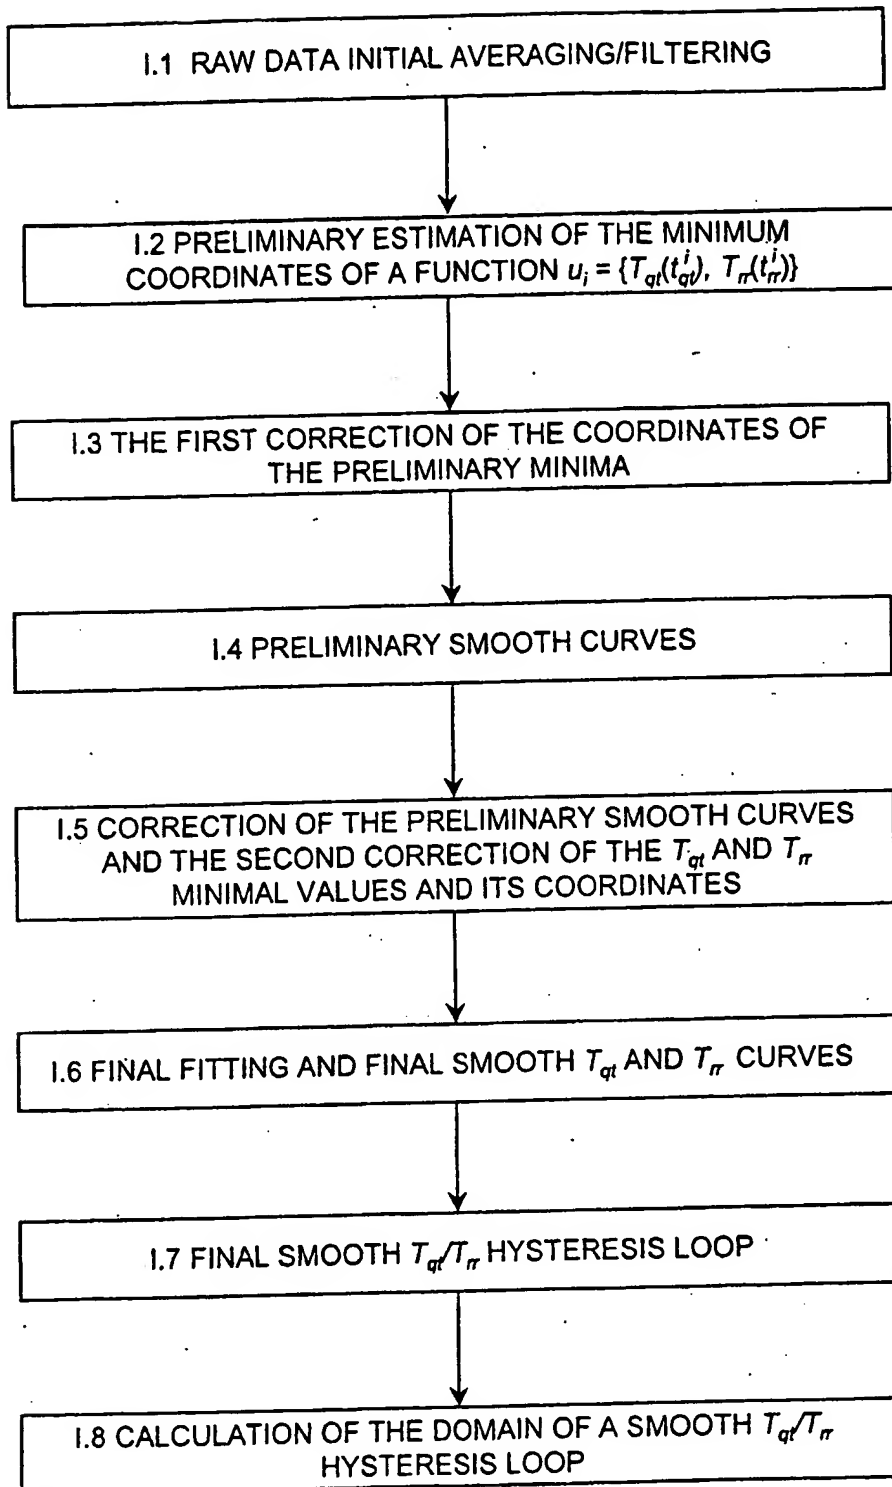 I.1 RAW DATA INITIAL AVERAGING/FILTERING
I.2 PRELIMINARY ESTIMATION OF THE MINIMUM
COORDINATES OF A FUNCTION u_i = {T_qt(t^i_qt), T_rr(t^i_rr)}
I.3 THE FIRST CORRECTION OF THE COORDINATES OF
THE PRELIMINARY MINIMA
I.4 PRELIMINARY SMOOTH CURVES
I.5 CORRECTION OF THE PRELIMINARY SMOOTH CURVES
AND THE SECOND CORRECTION OF THE T_qt AND T_rr
MINIMAL VALUES AND ITS COORDINATES
I.6 FINAL FITTING AND FINAL SMOOTH T_qt AND T_rr CURVES
I.7 FINAL SMOOTH T_qt/T_rr HYSTERESIS LOOP
I.8 CALCULATION OF THE DOMAIN OF A SMOOTH T_qt/T_rr
HYSTERESIS LOOP